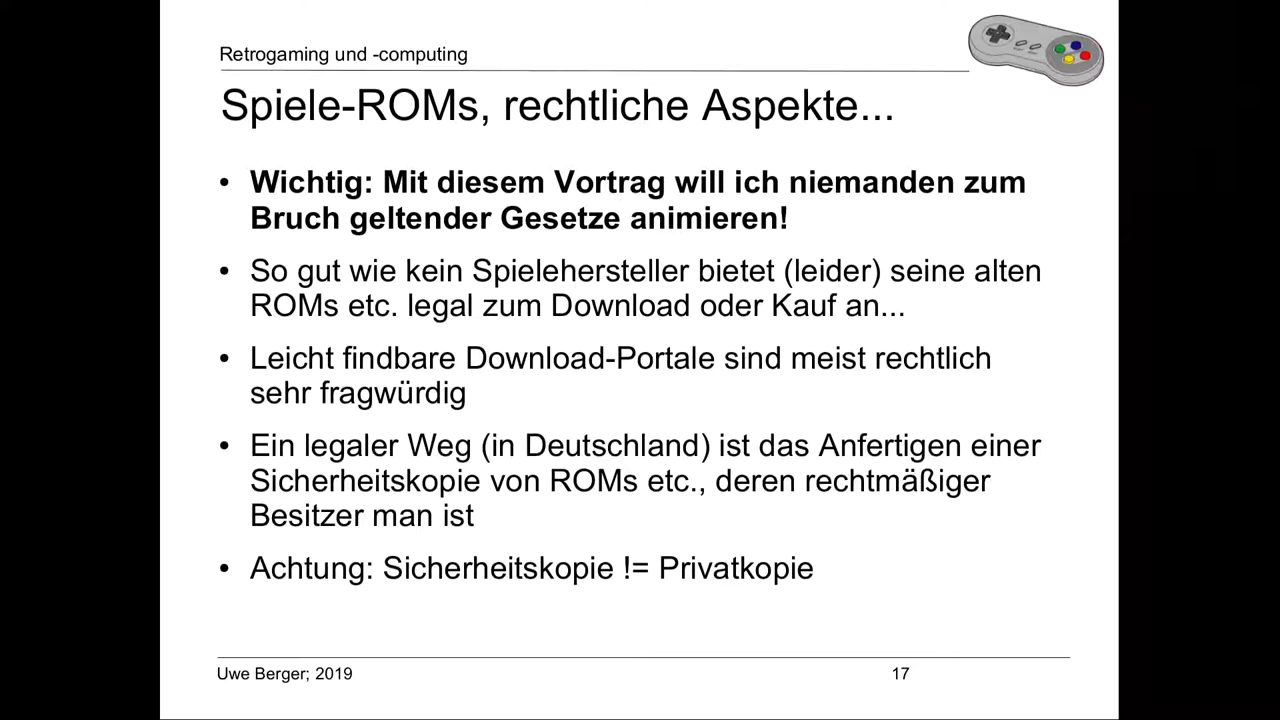 Retrogaming und -computing
Spiele-ROMs, rechtliche Aspekte...
• Wichtig: Mit diesem Vortrag will ich niemanden zum
Bruch geltender Gesetze animieren!
• So gut wie kein Spielehersteller bietet (leider) seine alten
ROMs etc. legal zum Download oder Kauf an...
• Leicht findbare Download-Portale sind meist rechtlich
sehr fragwürdig
• Ein legaler Weg (in Deutschland) ist das Anfertigen einer
Sicherheitskopie von ROMs etc., deren rechtmäßiger
Besitzer man ist
• Achtung: Sicherheitskopie != Privatkopie
Uwe Berger; 2019
17